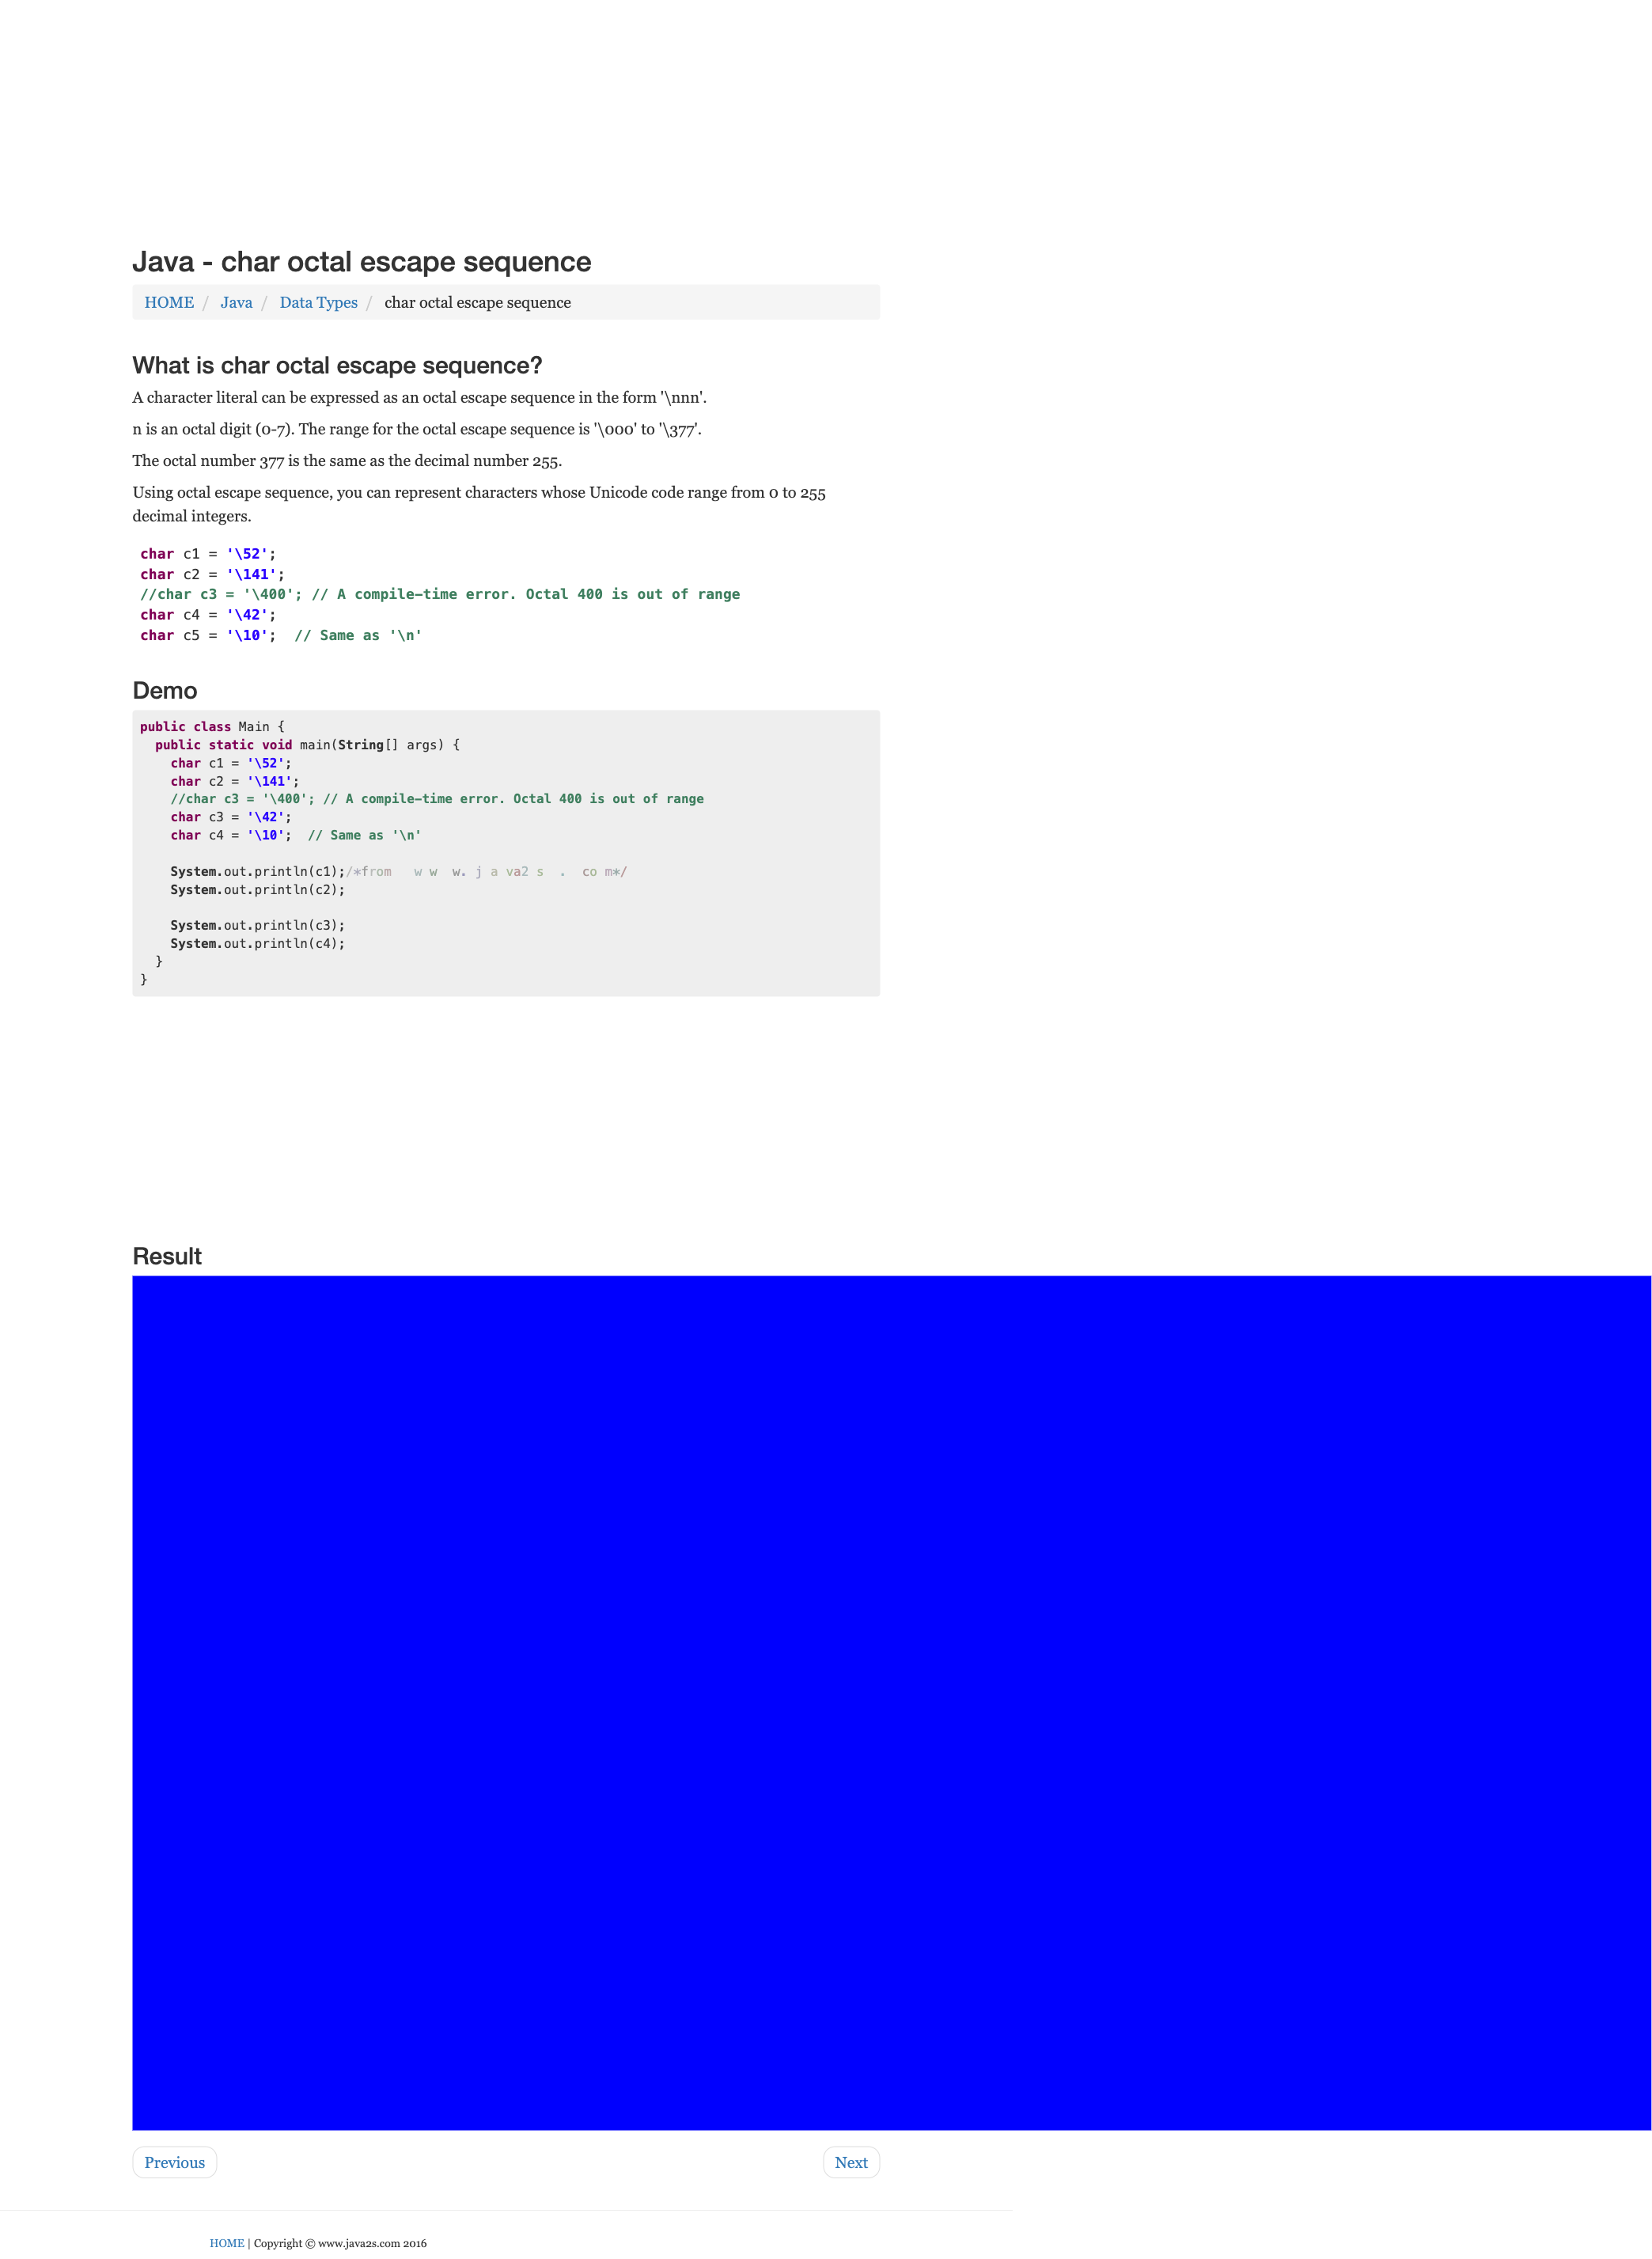 Java - char octal escape sequence
HOME / Java / Data Types / char octal escape sequence
What is char octal escape sequence?
A character literal can be expressed as an octal escape sequence in the form '\nnn'.
n is an octal digit (0-7). The range for the octal escape sequence is '\000' to '\377'.
The octal number 377 is the same as the decimal number 255.
Using octal escape sequence, you can represent characters whose Unicode code range from 0 to 255
decimal integers.
char c1 = '\52';
char c2 = '\141';
//char c3 = '\400'; // A compile-time error. Octal 400 is out of range
char c4 = '\42';
char c5 = '\10';  // Same as '\n'
Demo
public class Main {
  public static void main(String[] args) {
    char c1 = '\52';
    char c2 = '\141';
    //char c3 = '\400'; // A compile-time error. Octal 400 is out of range
    char c3 = '\42';
    char c4 = '\10';  // Same as '\n'
    System.out.println(c1);/*from   w w  w. j a va2 s  .  co m*/
    System.out.println(c2);
    System.out.println(c3);
    System.out.println(c4);
  }
}
Result
Previous Next
HOME | Copyright © www.java2s.com 2016